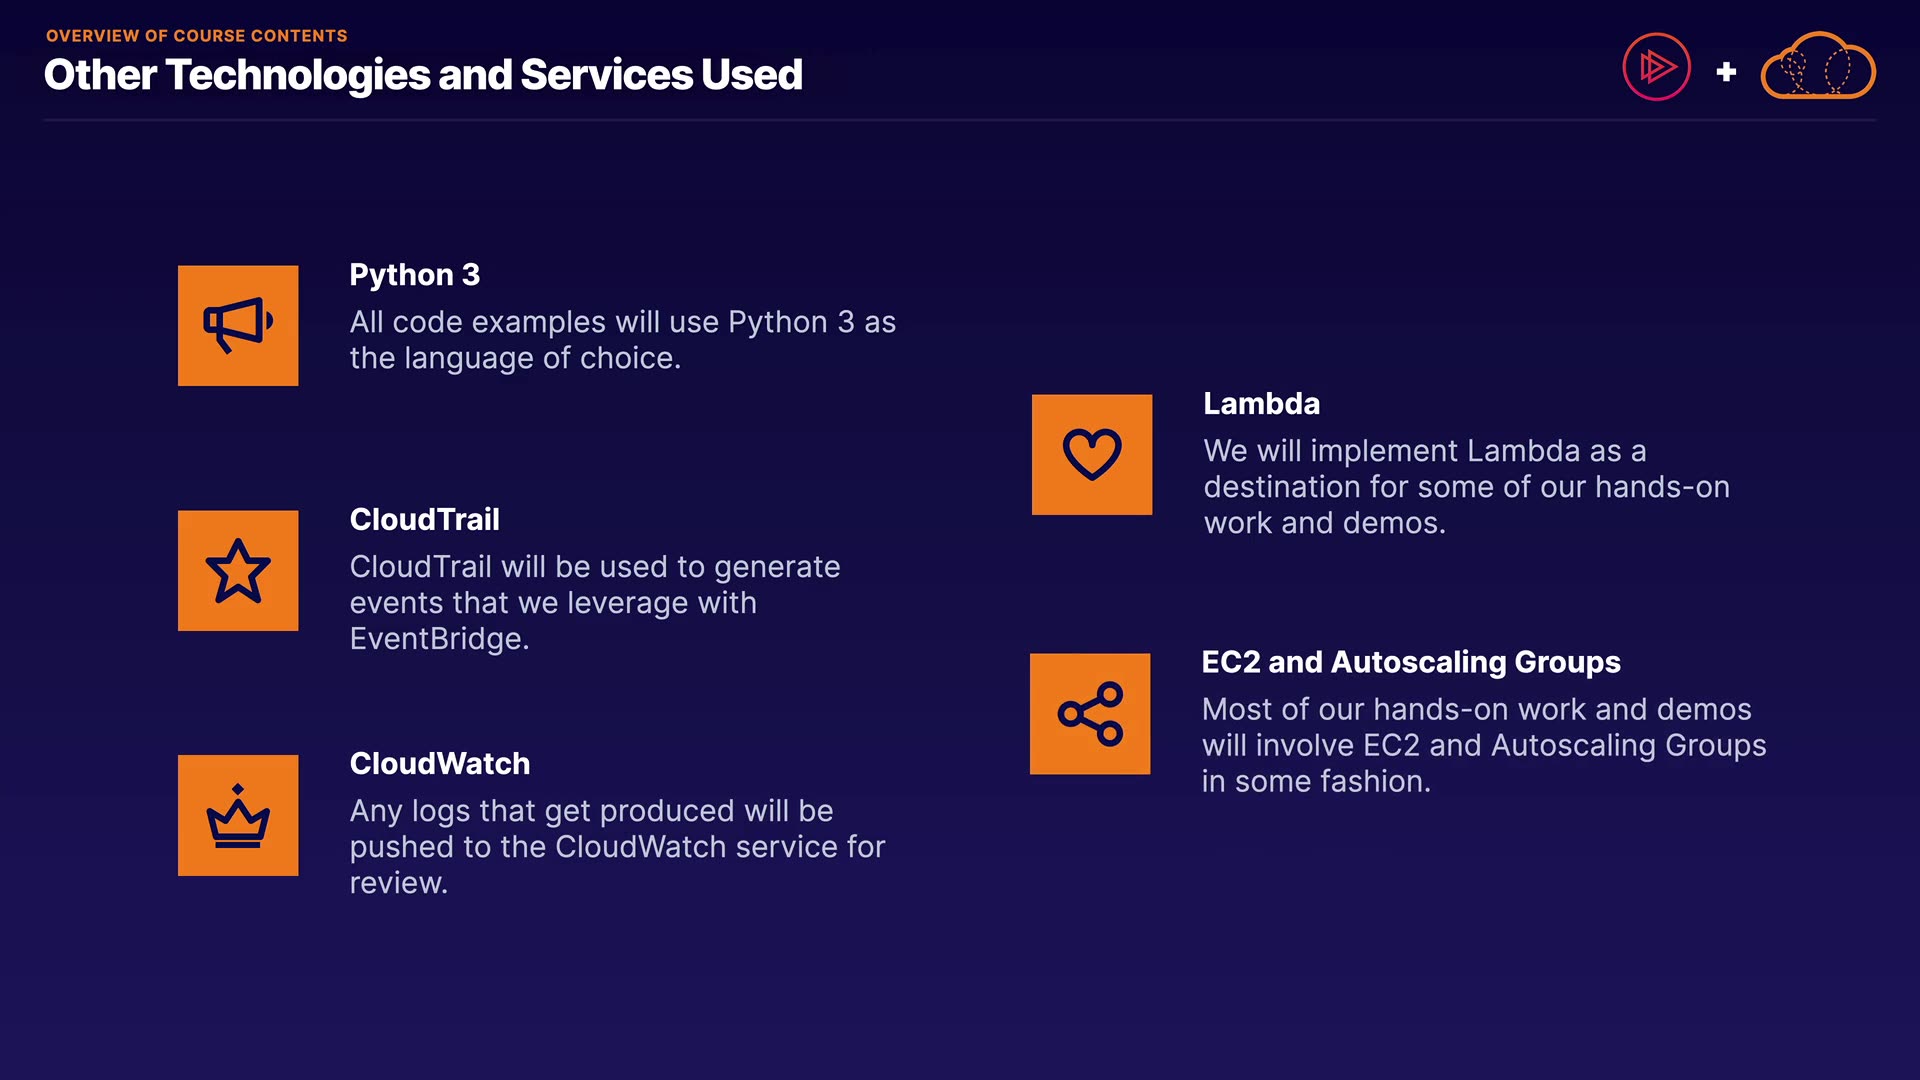 OVERVIEW OF COURSE CONTENTS
Other Technologies and Services Used
Python 3
All code examples will use Python 3 as
the language of choice.
CloudTrail
CloudTrail will be used to generate
events that we leverage with
EventBridge.
CloudWatch
Any logs that get produced will be
pushed to the CloudWatch service for
review.
Lambda
We will implement Lambda as a
destination for some of our hands-on
work and demos.
EC2 and Autoscaling Groups
Most of our hands-on work and demos
will involve EC2 and Autoscaling Groups
in some fashion.